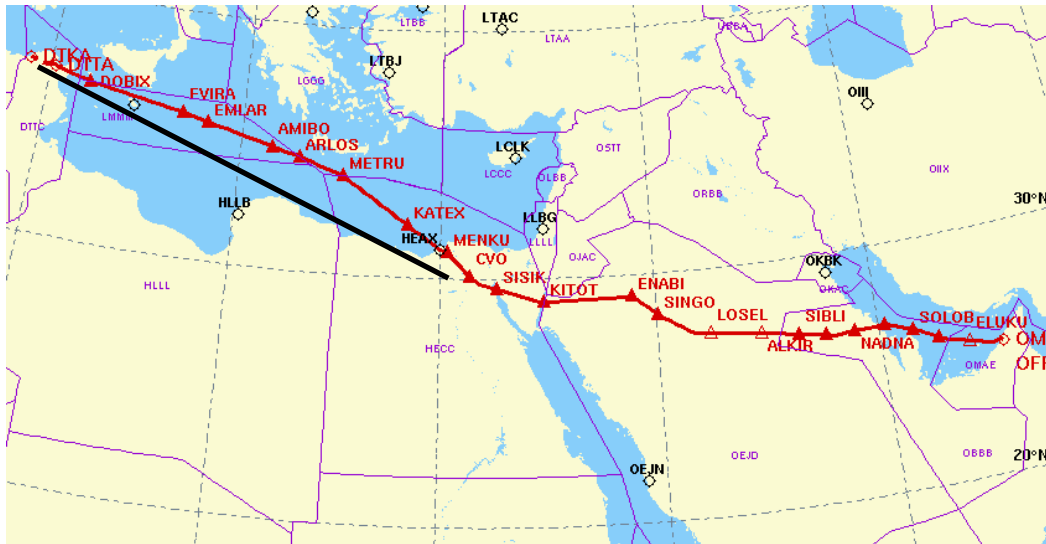 LTBB
LTAC
LTAA
UBBA
DTKA
DTTA
DOBIX
LGGG
LTBJ
OIII
LMMM
EVIRA
EMLAR
DTTC
AMIBO
ARLOS
METRU
LCLK
LCCC
OLBB
OSTT
OIIX
ORBB
30°N
HLLB
KATEX
HEAX
LLBG
LLLL
MENKU
CVO
OJAC
SISIK
KITOT
ENABI
SINGO
OKBK
OKAC
HLLL
LOSEL
SIBLI
SOLOB
ELUKU
HECC
ALKIR
NADNA
OM
OMAE
OEJN
OEJD
OBBB
20°N